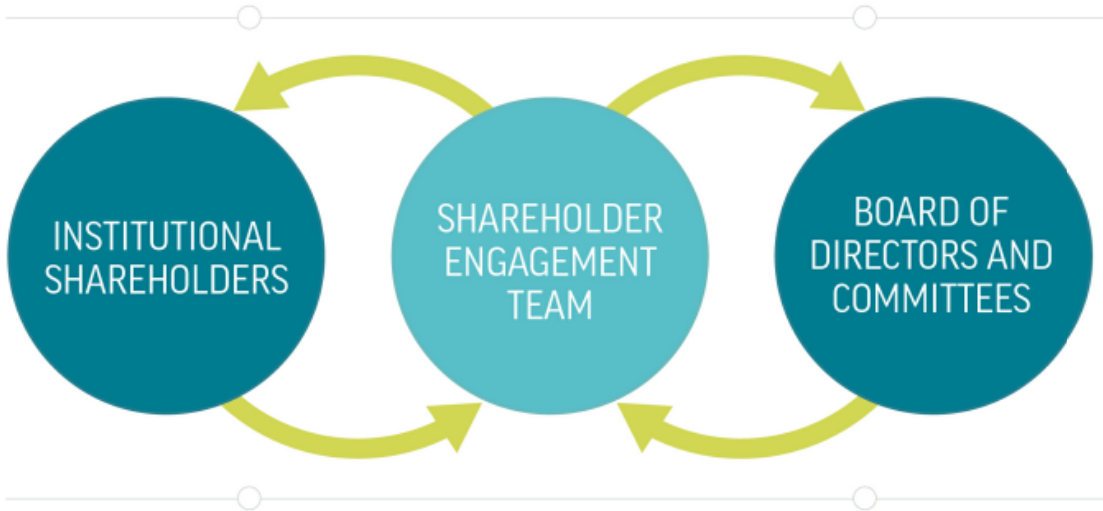 INSTITUTIONAL
SHAREHOLDERS
SHAREHOLDER
ENGAGEMENT
TEAM
BOARD OF
DIRECTORS AND
COMMITTEES